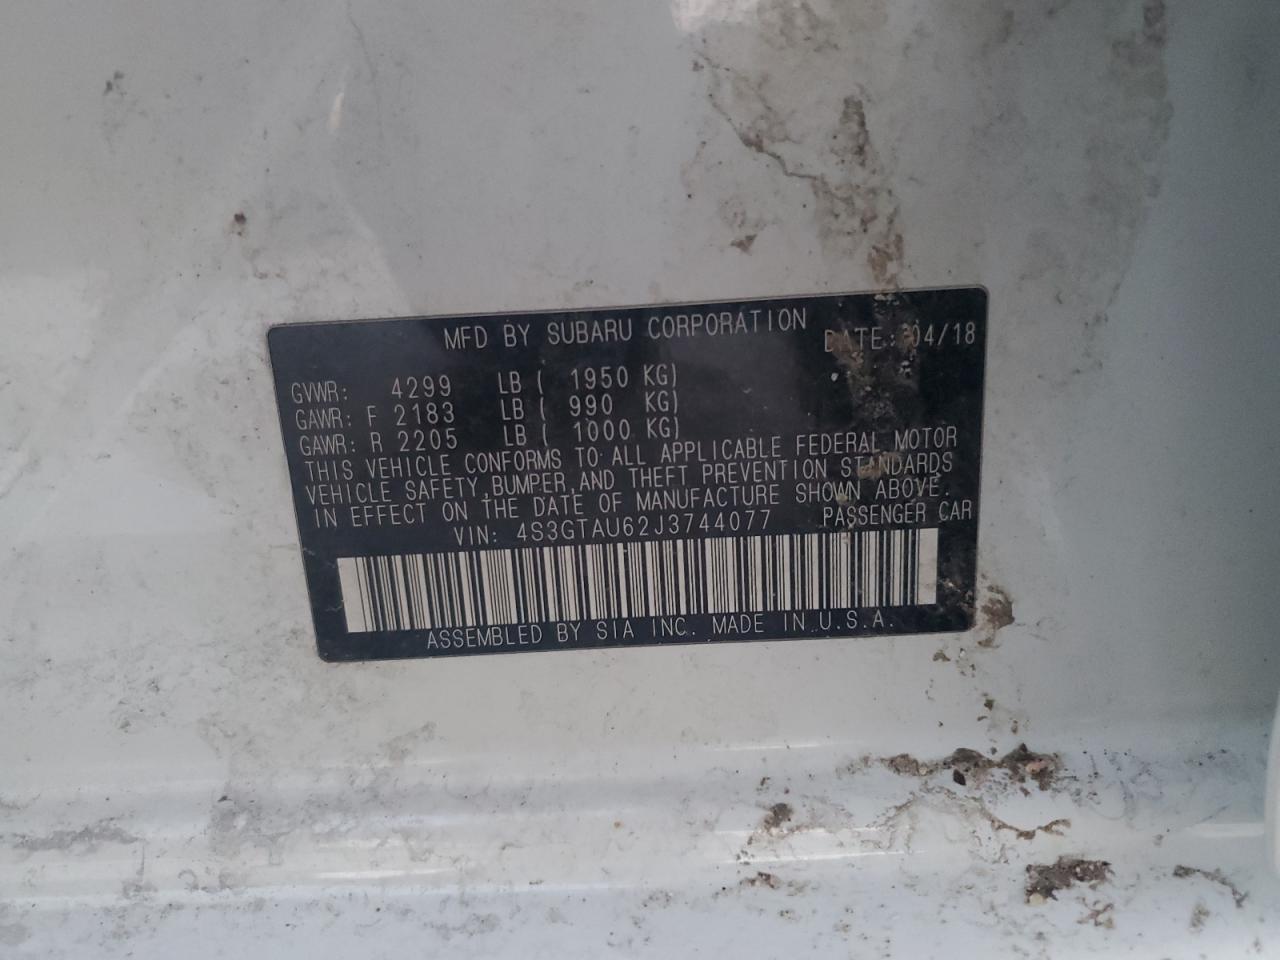 MFD BY SUBARU CORPORATION DATE: 04/18
GVWR: 4299 LB ( 1950 KG)
GAWR: F 2183 LB ( 990 KG)
GAWR: R 2205 LB ( 1000 KG)
THIS VEHICLE CONFORMS TO ALL APPLICABLE FEDERAL MOTOR
VEHICLE SAFETY, BUMPER, AND THEFT PREVENTION STANDARDS
IN EFFECT ON THE DATE OF MANUFACTURE SHOWN ABOVE.
VIN: 4S3GTAU62J3744077 PASSENGER CAR
ASSEMBLED BY SIA INC. MADE IN U.S.A.